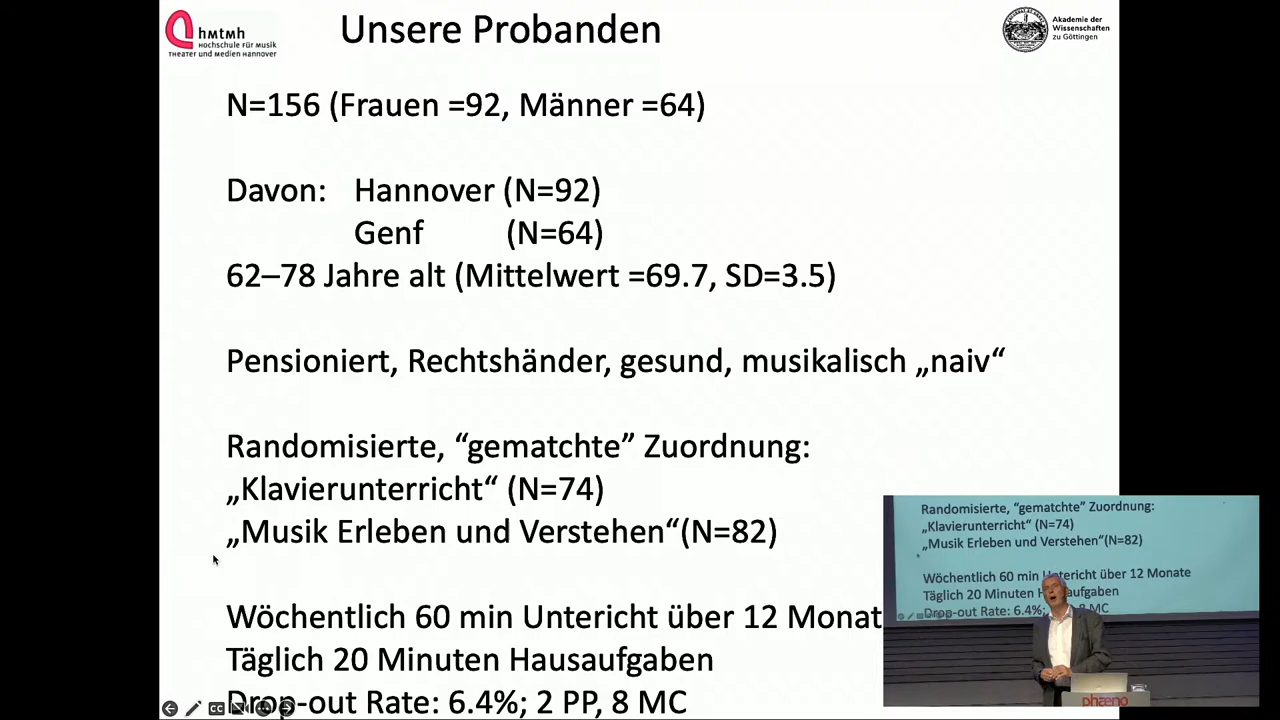 hmtmh
HOCHSCHULE FÜR MUSIK
THEATER UND MEDIEN HANNOVER
Unsere Probanden
Akademie der
Wissenschaften
zu Göttingen
N=156 (Frauen =92, Männer =64)
Davon: Hannover (N=92)
Genf (N=64)
62–78 Jahre alt (Mittelwert =69.7, SD=3.5)
Pensioniert, Rechtshänder, gesund, musikalisch „naiv“
Randomisierte, “gematchte” Zuordnung:
„Klavierunterricht“ (N=74)
„Musik Erleben und Verstehen“(N=82)
Wöchentlich 60 min Untericht über 12 Monat
Täglich 20 Minuten Hausaufgaben
Drop-out Rate: 6.4%; 2 PP, 8 MC
CC
Randomisierte, “gematchte” Zuordnung:
„Klavierunterricht“ (N=74)
„Musik Erleben und Verstehen“(N=82)
Wöchentlich 60 min Untericht über 12 Monate
Täglich 20 Minuten Hausaufgaben
Drop-out Rate: 6.4%; 8 MC
phæno